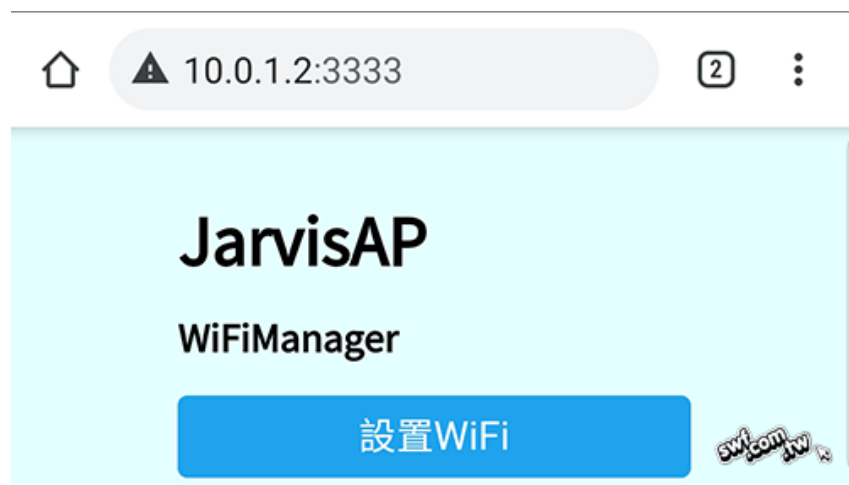 10.0.1.2:3333
2
JarvisAP
WiFiManager
設置WiFi
swf.com.tw